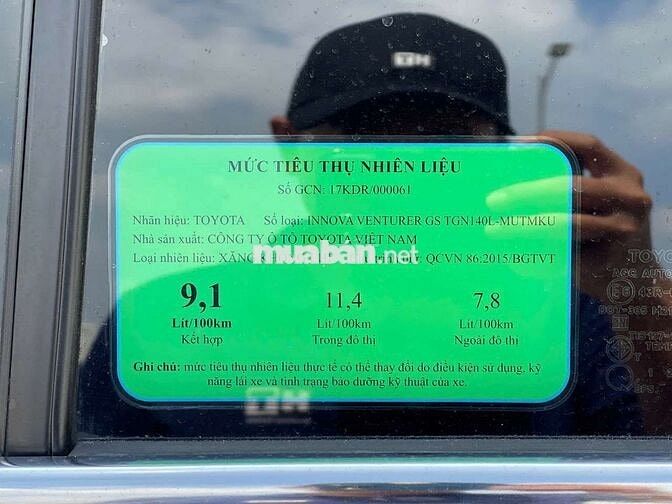 MỨC TIÊU THỤ NHIÊN LIỆU
Số GCN: 17KDR/000061
Nhãn hiệu: TOYOTA Số loại: INNOVA VENTURER GS TGN140L-MUTMKU
Nhà sản xuất: CÔNG TY Ô TÔ TOYOTA VIỆT NAM
Loại nhiên liệu: XĂNG QCVN 86:2015/BGTVT
muaban.net
9,1 11,4 7,8
Lít/100km Lít/100km Lít/100km
Kết hợp Trong đô thị Ngoài đô thị
Ghi chú: mức tiêu thụ nhiên liệu thực tế có thể thay đổi do điều kiện sử dụng, kỹ
năng lái xe và tình trạng bảo dưỡng kỹ thuật của xe.